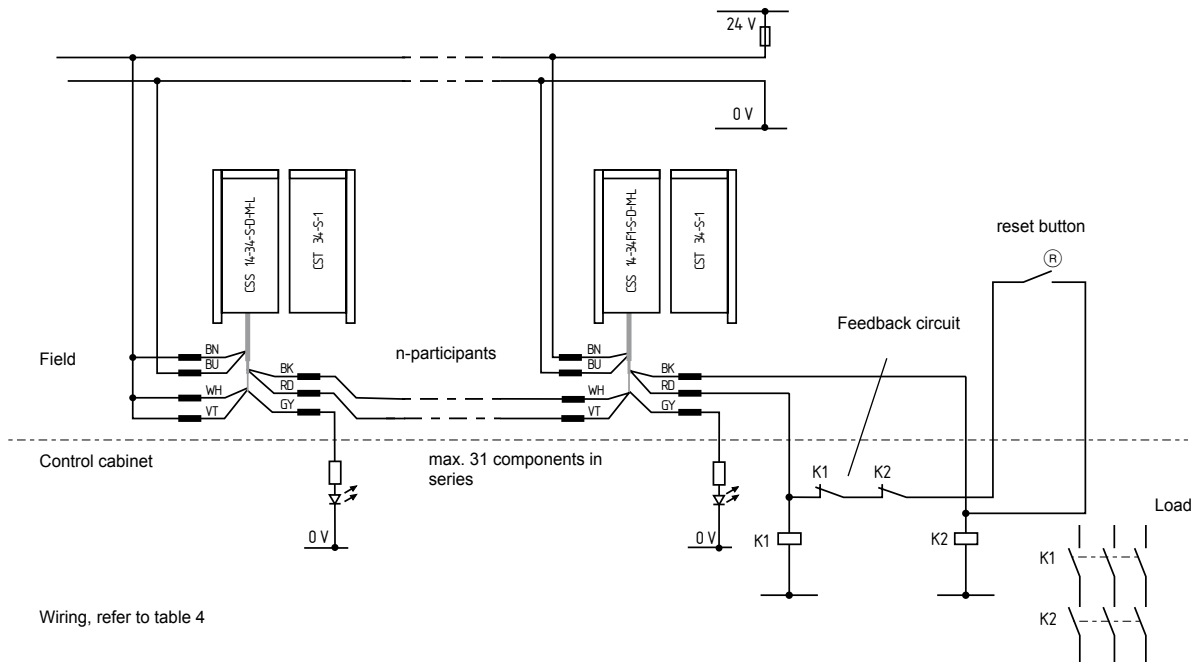 24 V
0 V
CSS 14-34-S-D-M-L
CST 34-S-1
CSS 14-34F1-S-D-M-L
CST 34-S-1
reset button
R
Feedback circuit
Field
n-participants
BN
BU
BK
WH
RD
VT
GY
BN
BU
BK
WH
RD
VT
GY
Control cabinet
max. 31 components in
series
K1
K2
Load
0 V
0 V
K1
K2
K1
K2
Wiring, refer to table 4